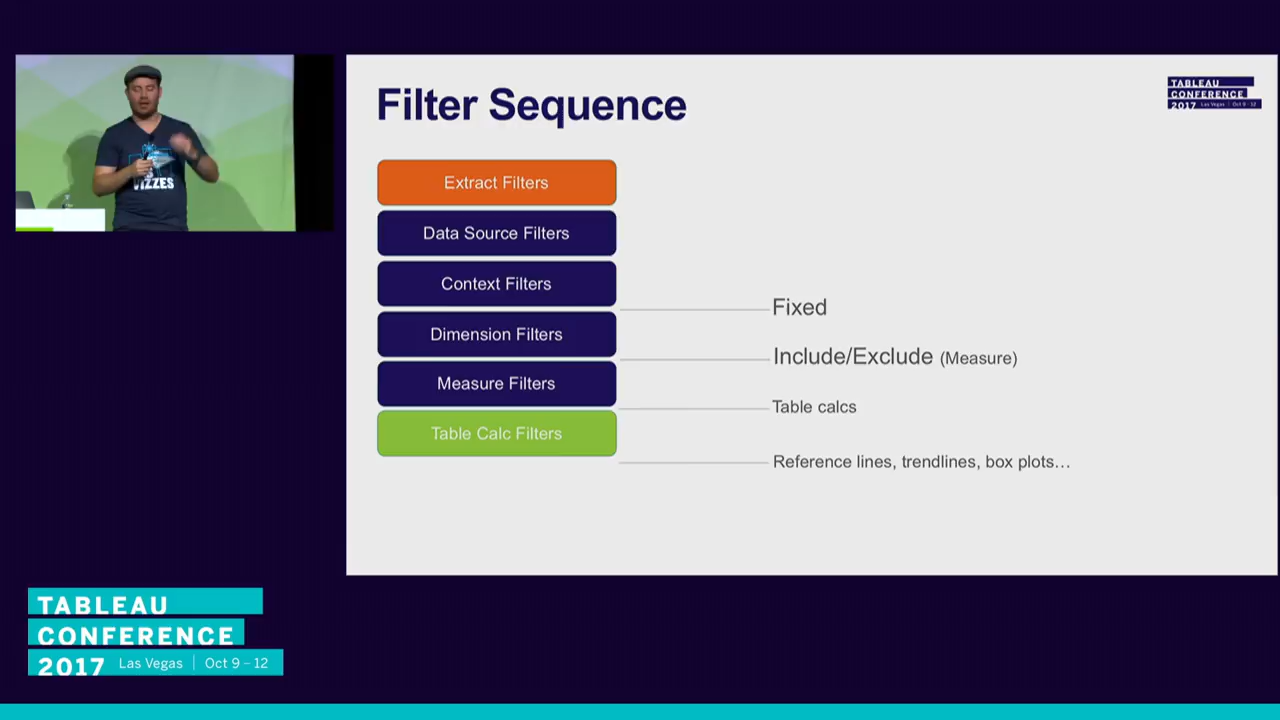 Filter Sequence
TABLEAU
CONFERENCE
2017 Las Vegas | Oct 9 - 12
Extract Filters
Data Source Filters
Context Filters
Fixed
Dimension Filters
Include/Exclude (Measure)
Measure Filters
Table calcs
Table Calc Filters
Reference lines, trendlines, box plots…
VIZZES
TABLEAU
CONFERENCE
2017 Las Vegas | Oct 9 – 12